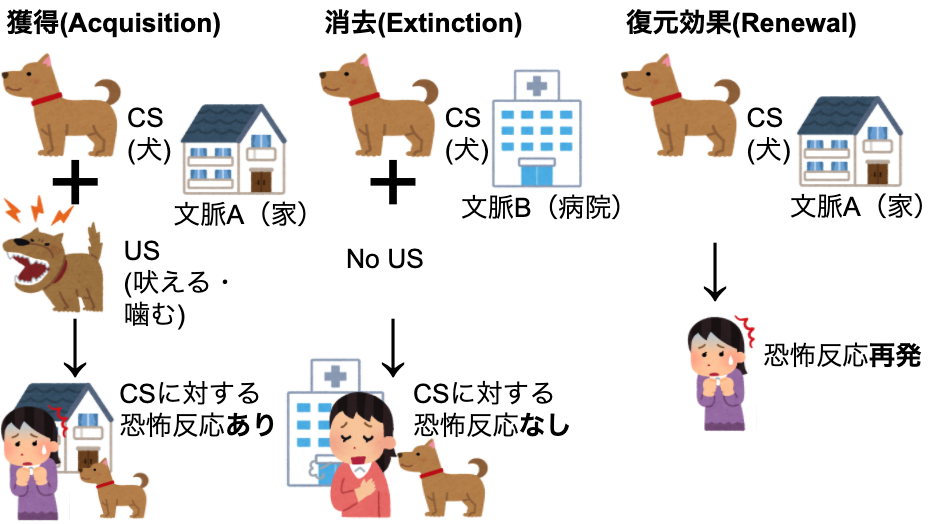 獲得(Acquisition)
CS
(犬)
文脈A（家）
US
(吠える・
噛む)
CSに対する
恐怖反応あり
消去(Extinction)
CS
(犬)
文脈B（病院）
No US
CSに対する
恐怖反応なし
復元効果(Renewal)
CS
(犬)
文脈A（家）
恐怖反応再発